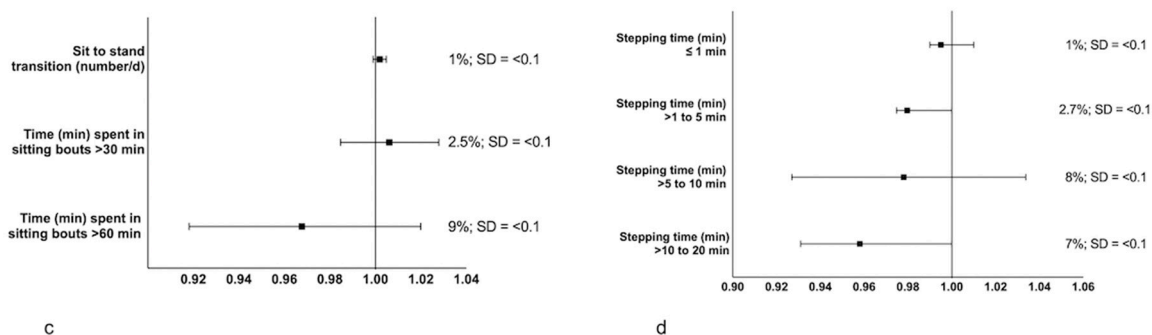 Sit to stand
transition (number/d)
1%; SD = <0.1
Time (min) spent in
sitting bouts >30 min
2.5%; SD = <0.1
Time (min) spent in
sitting bouts >60 min
9%; SD = <0.1
0.92 0.94 0.96 0.98 1.00 1.02 1.04
c
Stepping time (min)
≤ 1 min
1%; SD = <0.1
Stepping time (min)
>1 to 5 min
2.7%; SD = <0.1
Stepping time (min)
>5 to 10 min
8%; SD = <0.1
Stepping time (min)
>10 to 20 min
7%; SD = <0.1
0.90 0.92 0.94 0.96 0.98 1.00 1.02 1.04 1.06
d